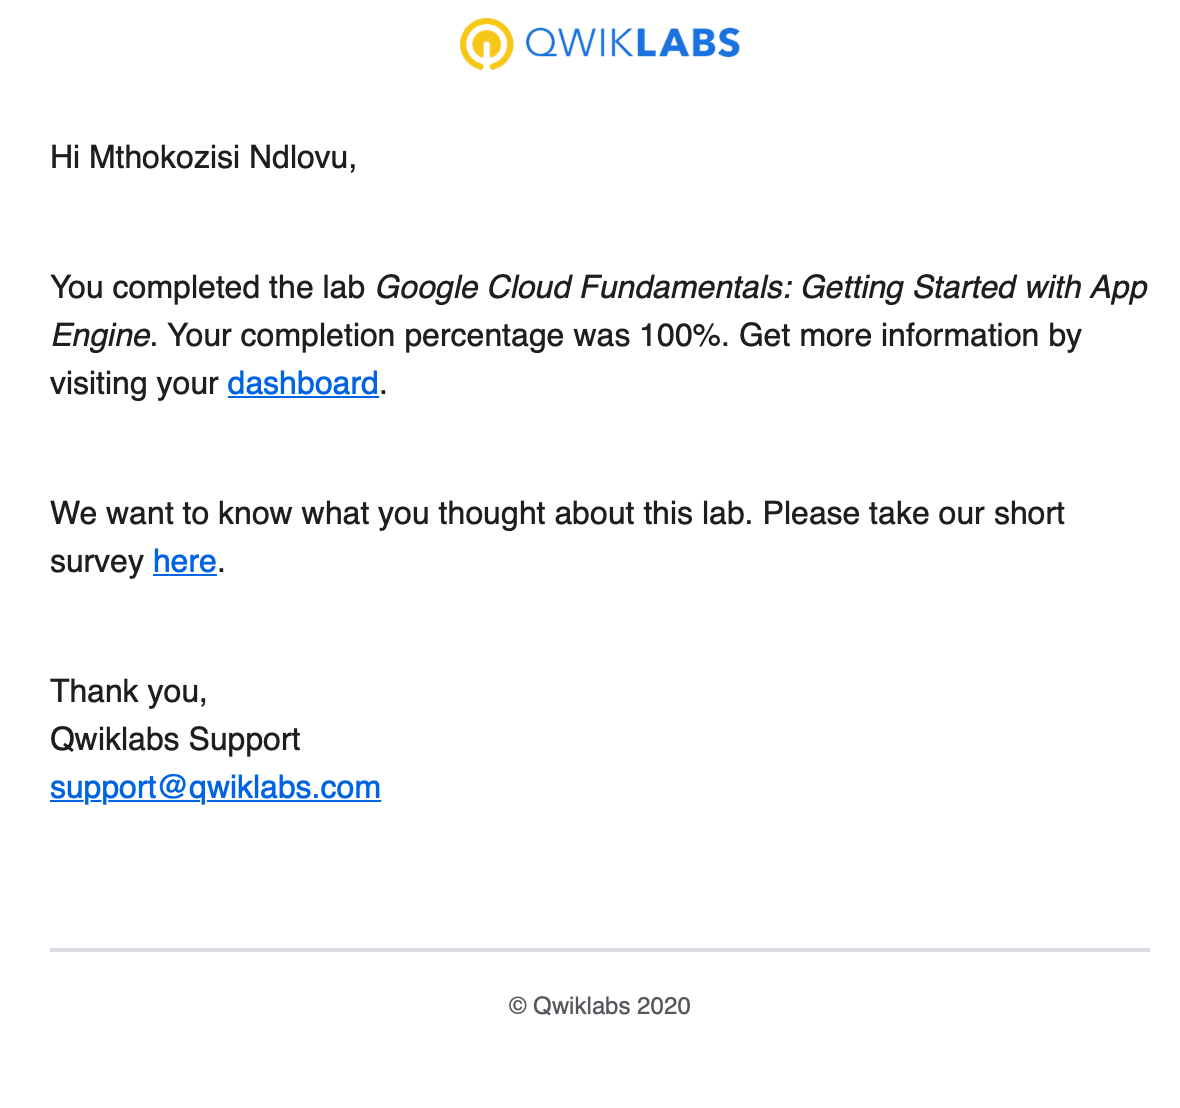 QWIKLABS
Hi Mthokozisi Ndlovu,
You completed the lab Google Cloud Fundamentals: Getting Started with App
Engine. Your completion percentage was 100%. Get more information by
visiting your dashboard.
We want to know what you thought about this lab. Please take our short
survey here.
Thank you,
Qwiklabs Support
support@qwiklabs.com
© Qwiklabs 2020